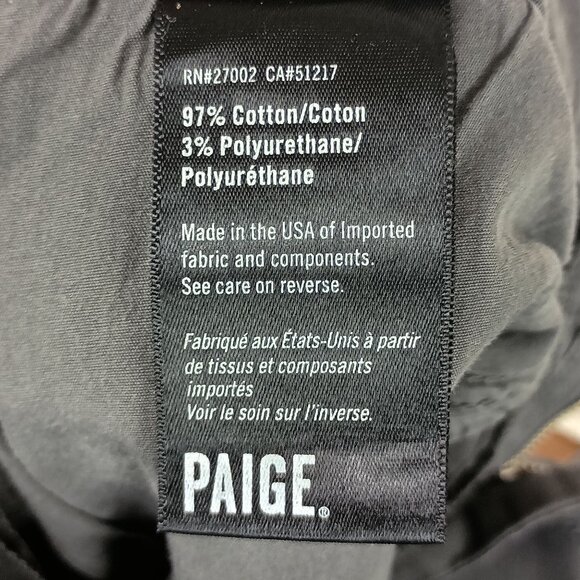 RN#27002 CA#51217
97% Cotton/Coton
3% Polyurethane/
Polyuréthane
Made in the USA of Imported
fabric and components.
See care on reverse.
Fabriqué aux États-Unis à partir
de tissus et composants
importés
Voir le soin sur l'inverse.
PAIGE®